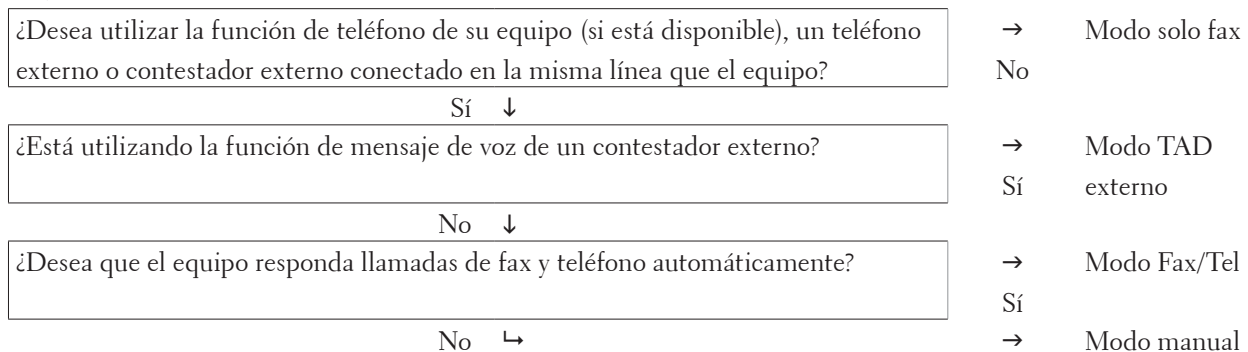 ¿Desea utilizar la función de teléfono de su equipo (si está disponible), un teléfono → Modo solo fax
externo o contestador externo conectado en la misma línea que el equipo? No
Sí ↓
¿Está utilizando la función de mensaje de voz de un contestador externo? → Modo TAD
Sí externo
No ↓
¿Desea que el equipo responda llamadas de fax y teléfono automáticamente? → Modo Fax/Tel
Sí
No ↳ → Modo manual